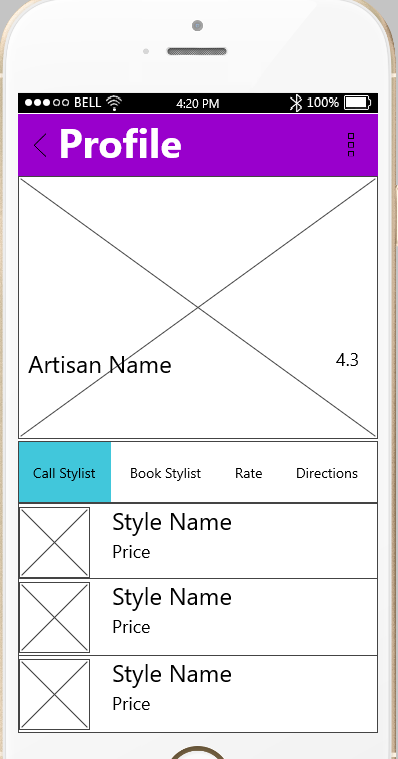 BELL 4:20 PM 100%
Profile
Artisan Name 4.3
Call Stylist Book Stylist Rate Directions
Style Name
Price
Style Name
Price
Style Name
Price